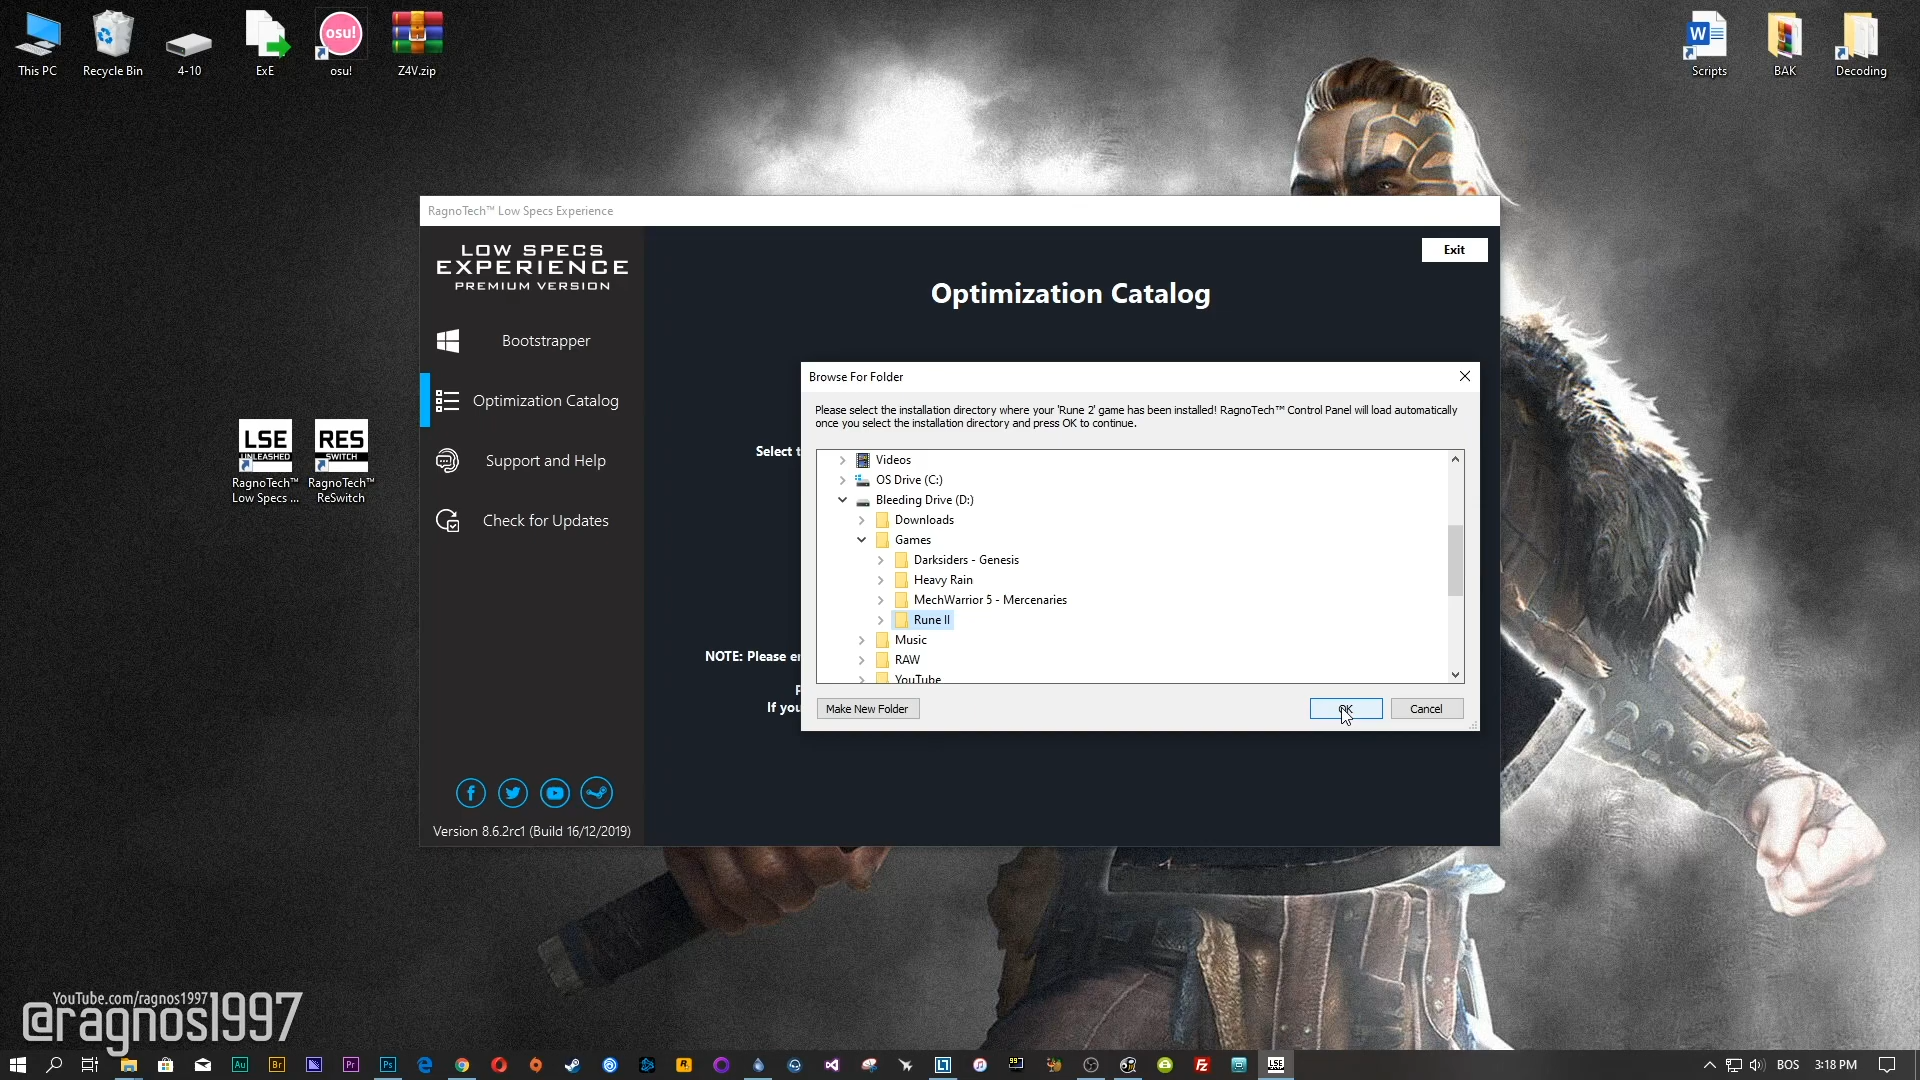 This PC
Recycle Bin
4-10
ExE
osu!
osu!
Z4V.zip
Scripts
BAK
Decoding
RagnoTech™ Low Specs Experience
LOW SPECS
EXPERIENCE
PREMIUM VERSION
Exit
Optimization Catalog
Bootstrapper
Optimization Catalog
Support and Help
Check for Updates
Select t
NOTE: Please er
P
If you
Browse For Folder
Please select the installation directory where your 'Rune 2' game has been installed! RagnoTech™ Control Panel will load automatically
once you select the installation directory and press OK to continue.
Videos
OS Drive (C:)
Bleeding Drive (D:)
Downloads
Games
Darksiders - Genesis
Heavy Rain
MechWarrior 5 - Mercenaries
Rune II
Music
RAW
YouTube
Make New Folder
OK
Cancel
LSE
UNLEASHED
RES
SWITCH
RagnoTech™
Low Specs ...
RagnoTech™
ReSwitch
Version 8.6.2rc1 (Build 16/12/2019)
YouTube.com/ragnos1997
@ragnos1997
Au
Br
Pr
Ps
BOS
3:18 PM